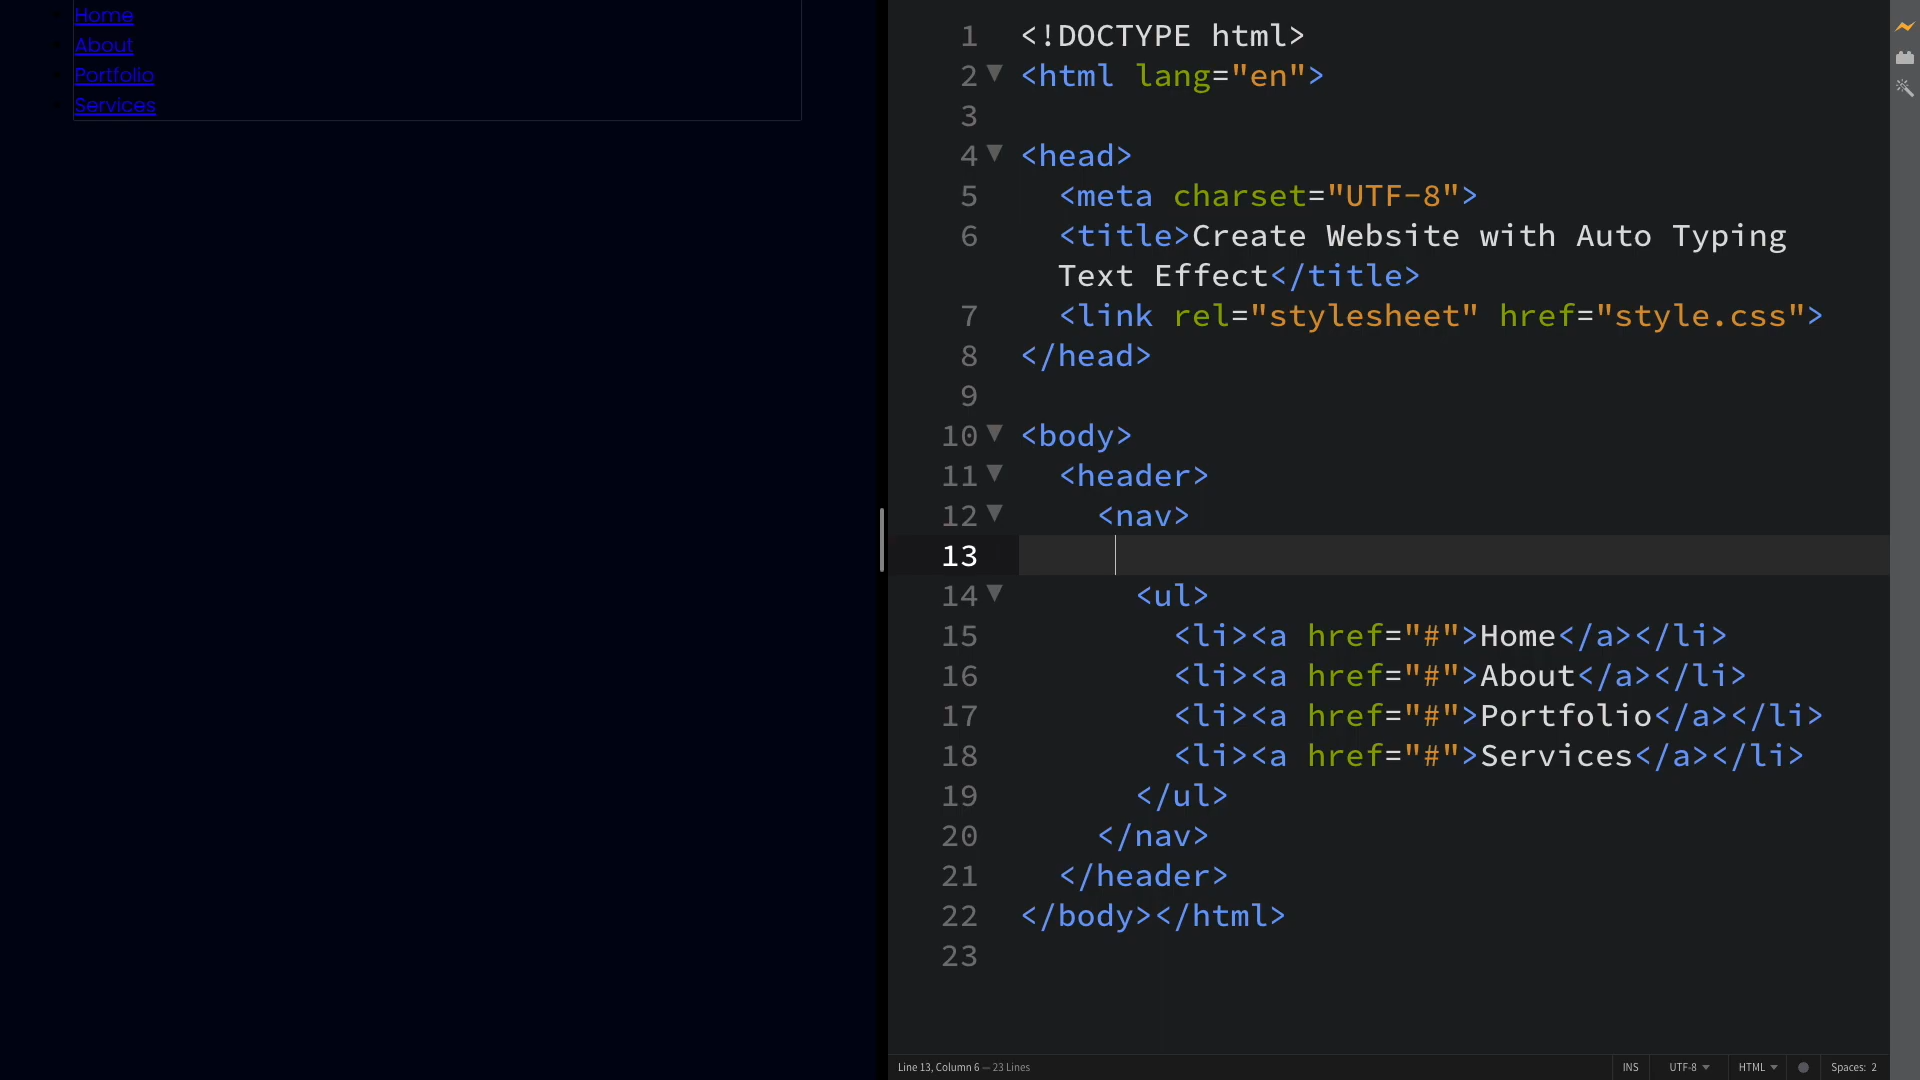 Home
About
Portfolio
Services
1 <!DOCTYPE html>
2 <html lang="en">
3
4 <head>
5 <meta charset="UTF-8">
6 <title>Create Website with Auto Typing
Text Effect</title>
7 <link rel="stylesheet" href="style.css">
8 </head>
9
10 <body>
11 <header>
12 <nav>
13
14 <ul>
15 <li><a href="#">Home</a></li>
16 <li><a href="#">About</a></li>
17 <li><a href="#">Portfolio</a></li>
18 <li><a href="#">Services</a></li>
19 </ul>
20 </nav>
21 </header>
22 </body></html>
23
Line 13, Column 6 — 23 Lines INS UTF-8 HTML Spaces: 2